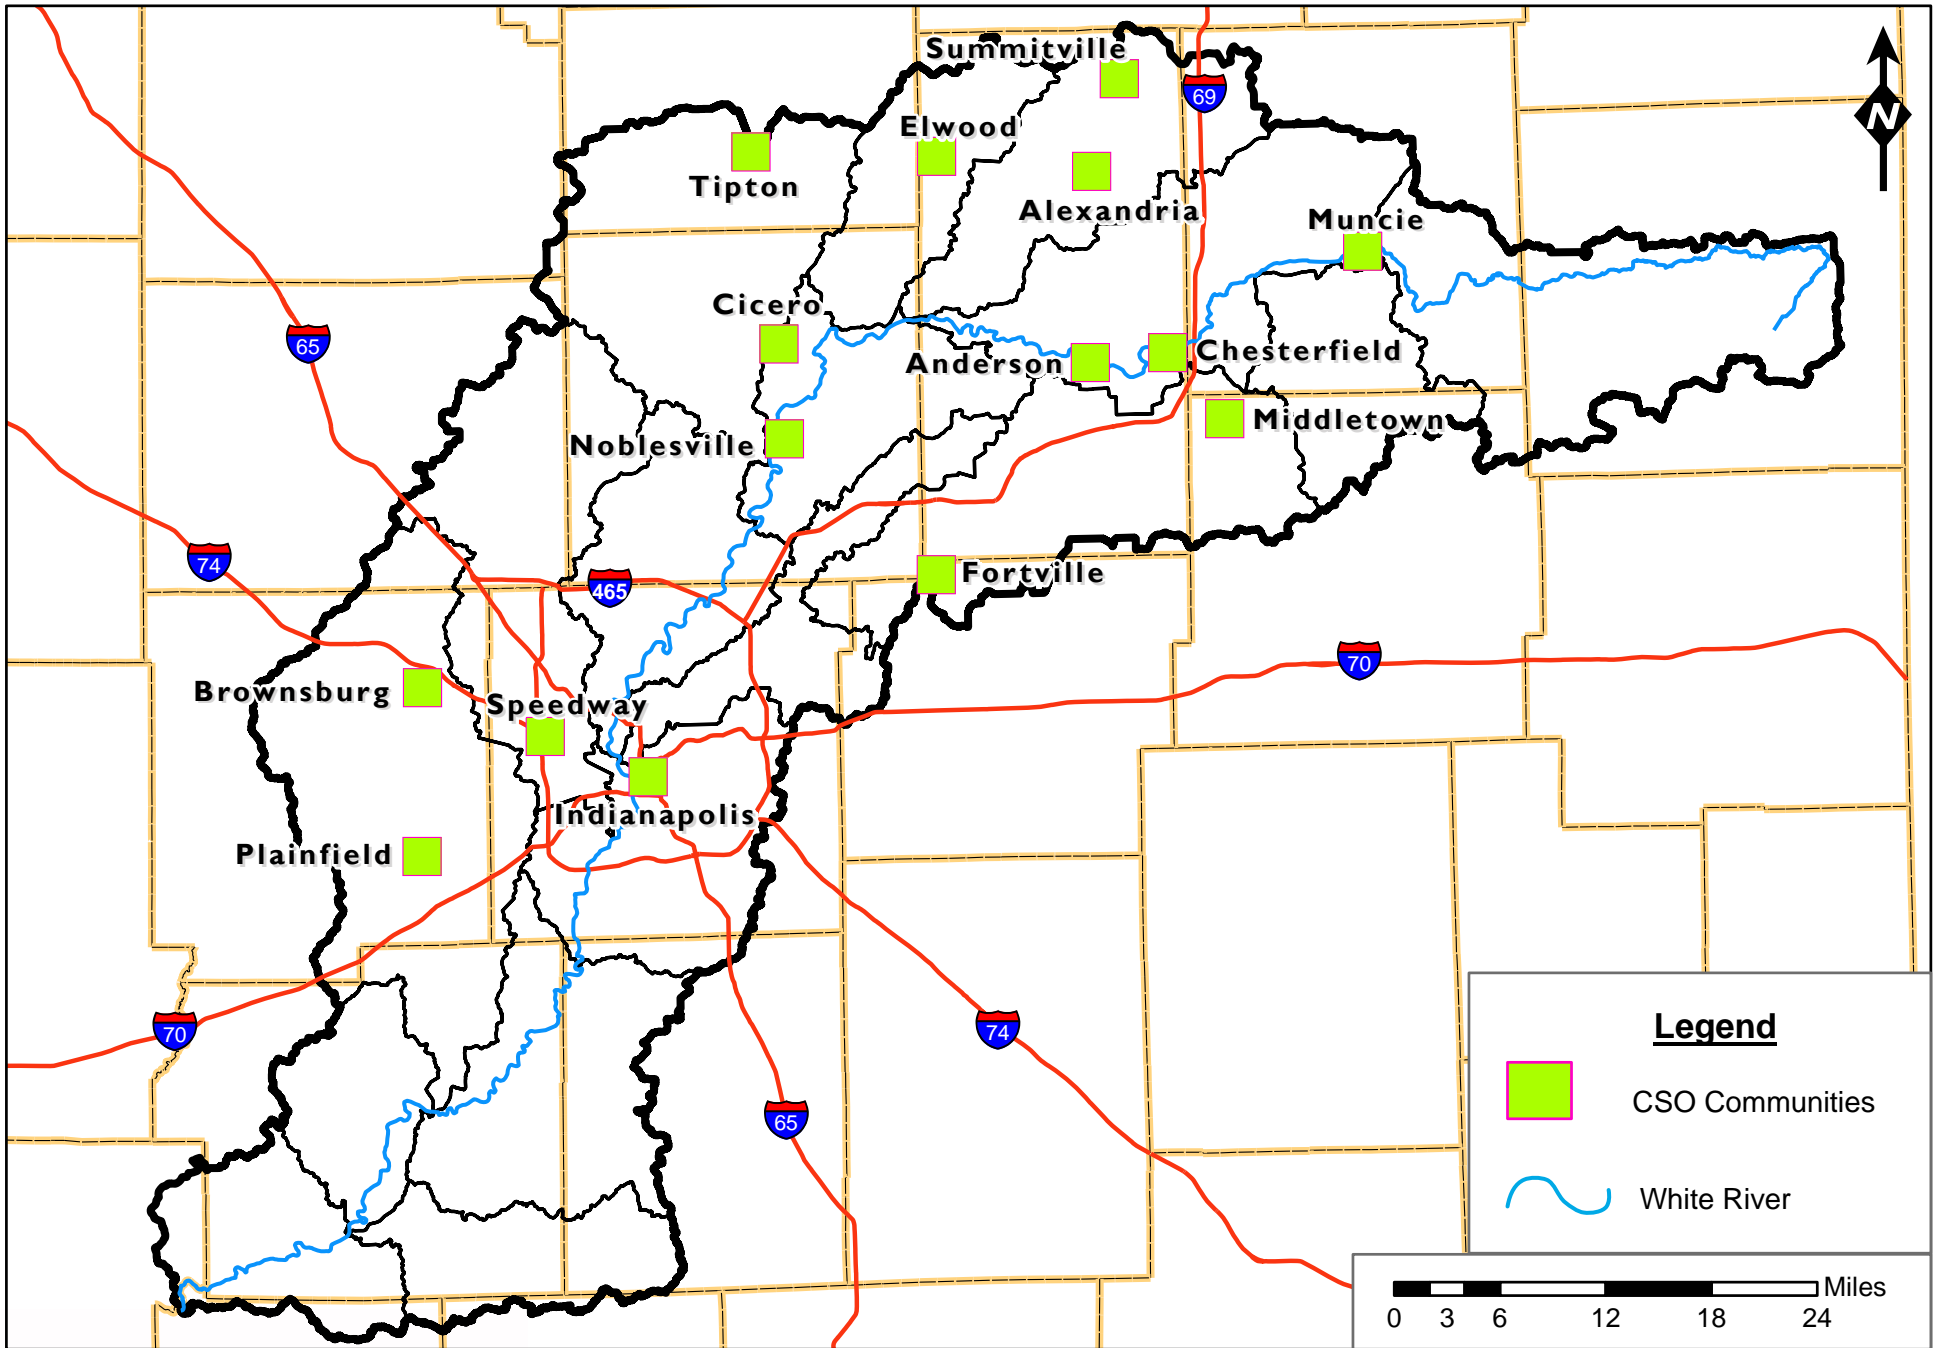 Summitville
69
N
Elwood
Tipton
Alexandria
Muncie
Cicero
65
Anderson
Chesterfield
Middletown
Noblesville
74
465
Fortville
70
Brownsburg
Speedway
Indianapolis
Plainfield
70
74
65
Legend
CSO Communities
White River
Miles
0 3 6 12 18 24